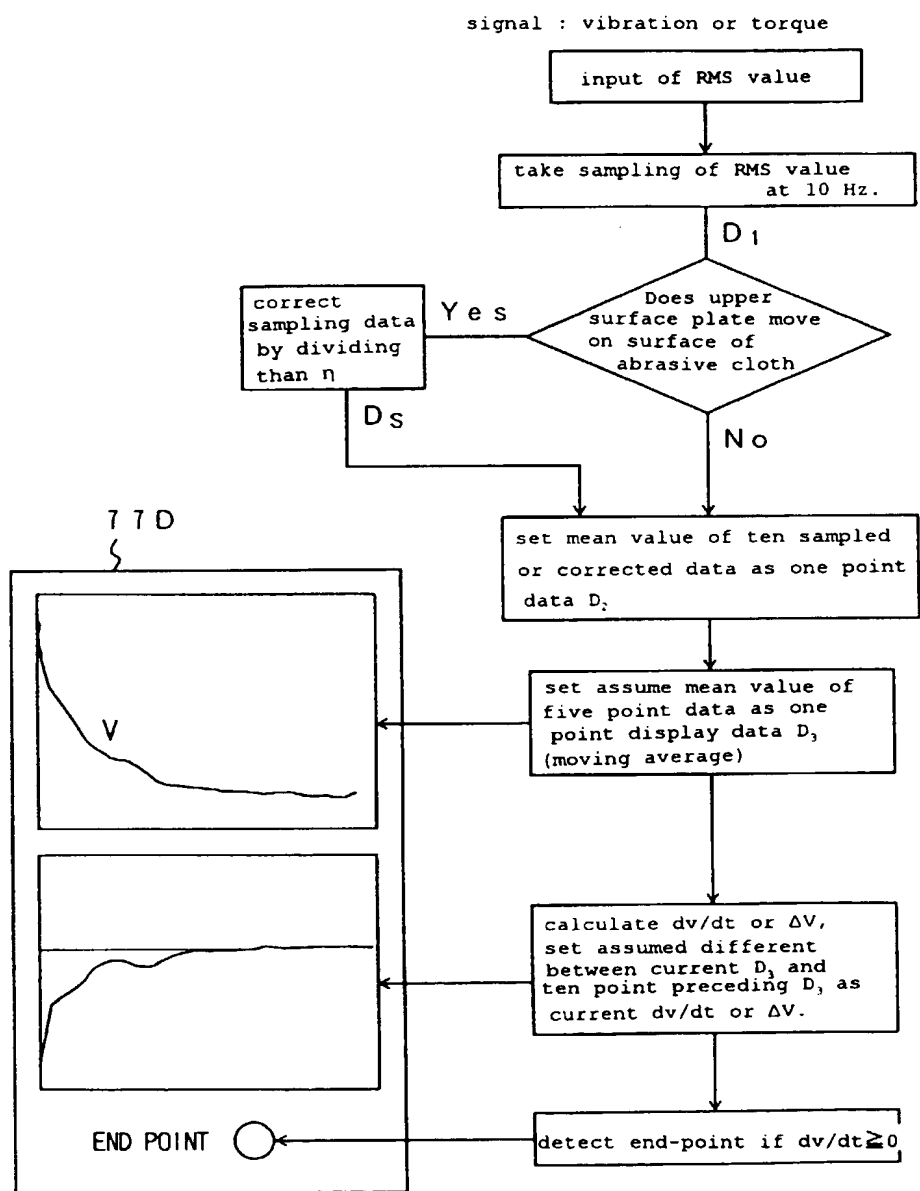 signal : vibration or torque
input of RMS value
take sampling of RMS value
at 10 Hz.
D1
Does upper
surface plate move
on surface of
abrasive cloth
Yes
correct
sampling data
by dividing
than η
Ds
No
set mean value of ten sampled
or corrected data as one point
data D₂
77D
V
set assume mean value of
five point data as one
point display data D₃
(moving average)
calculate dv/dt or ΔV,
set assumed different
between current D₃ and
ten point preceding D₃ as
current dv/dt or ΔV.
END POINT
detect end-point if dv/dt≧0